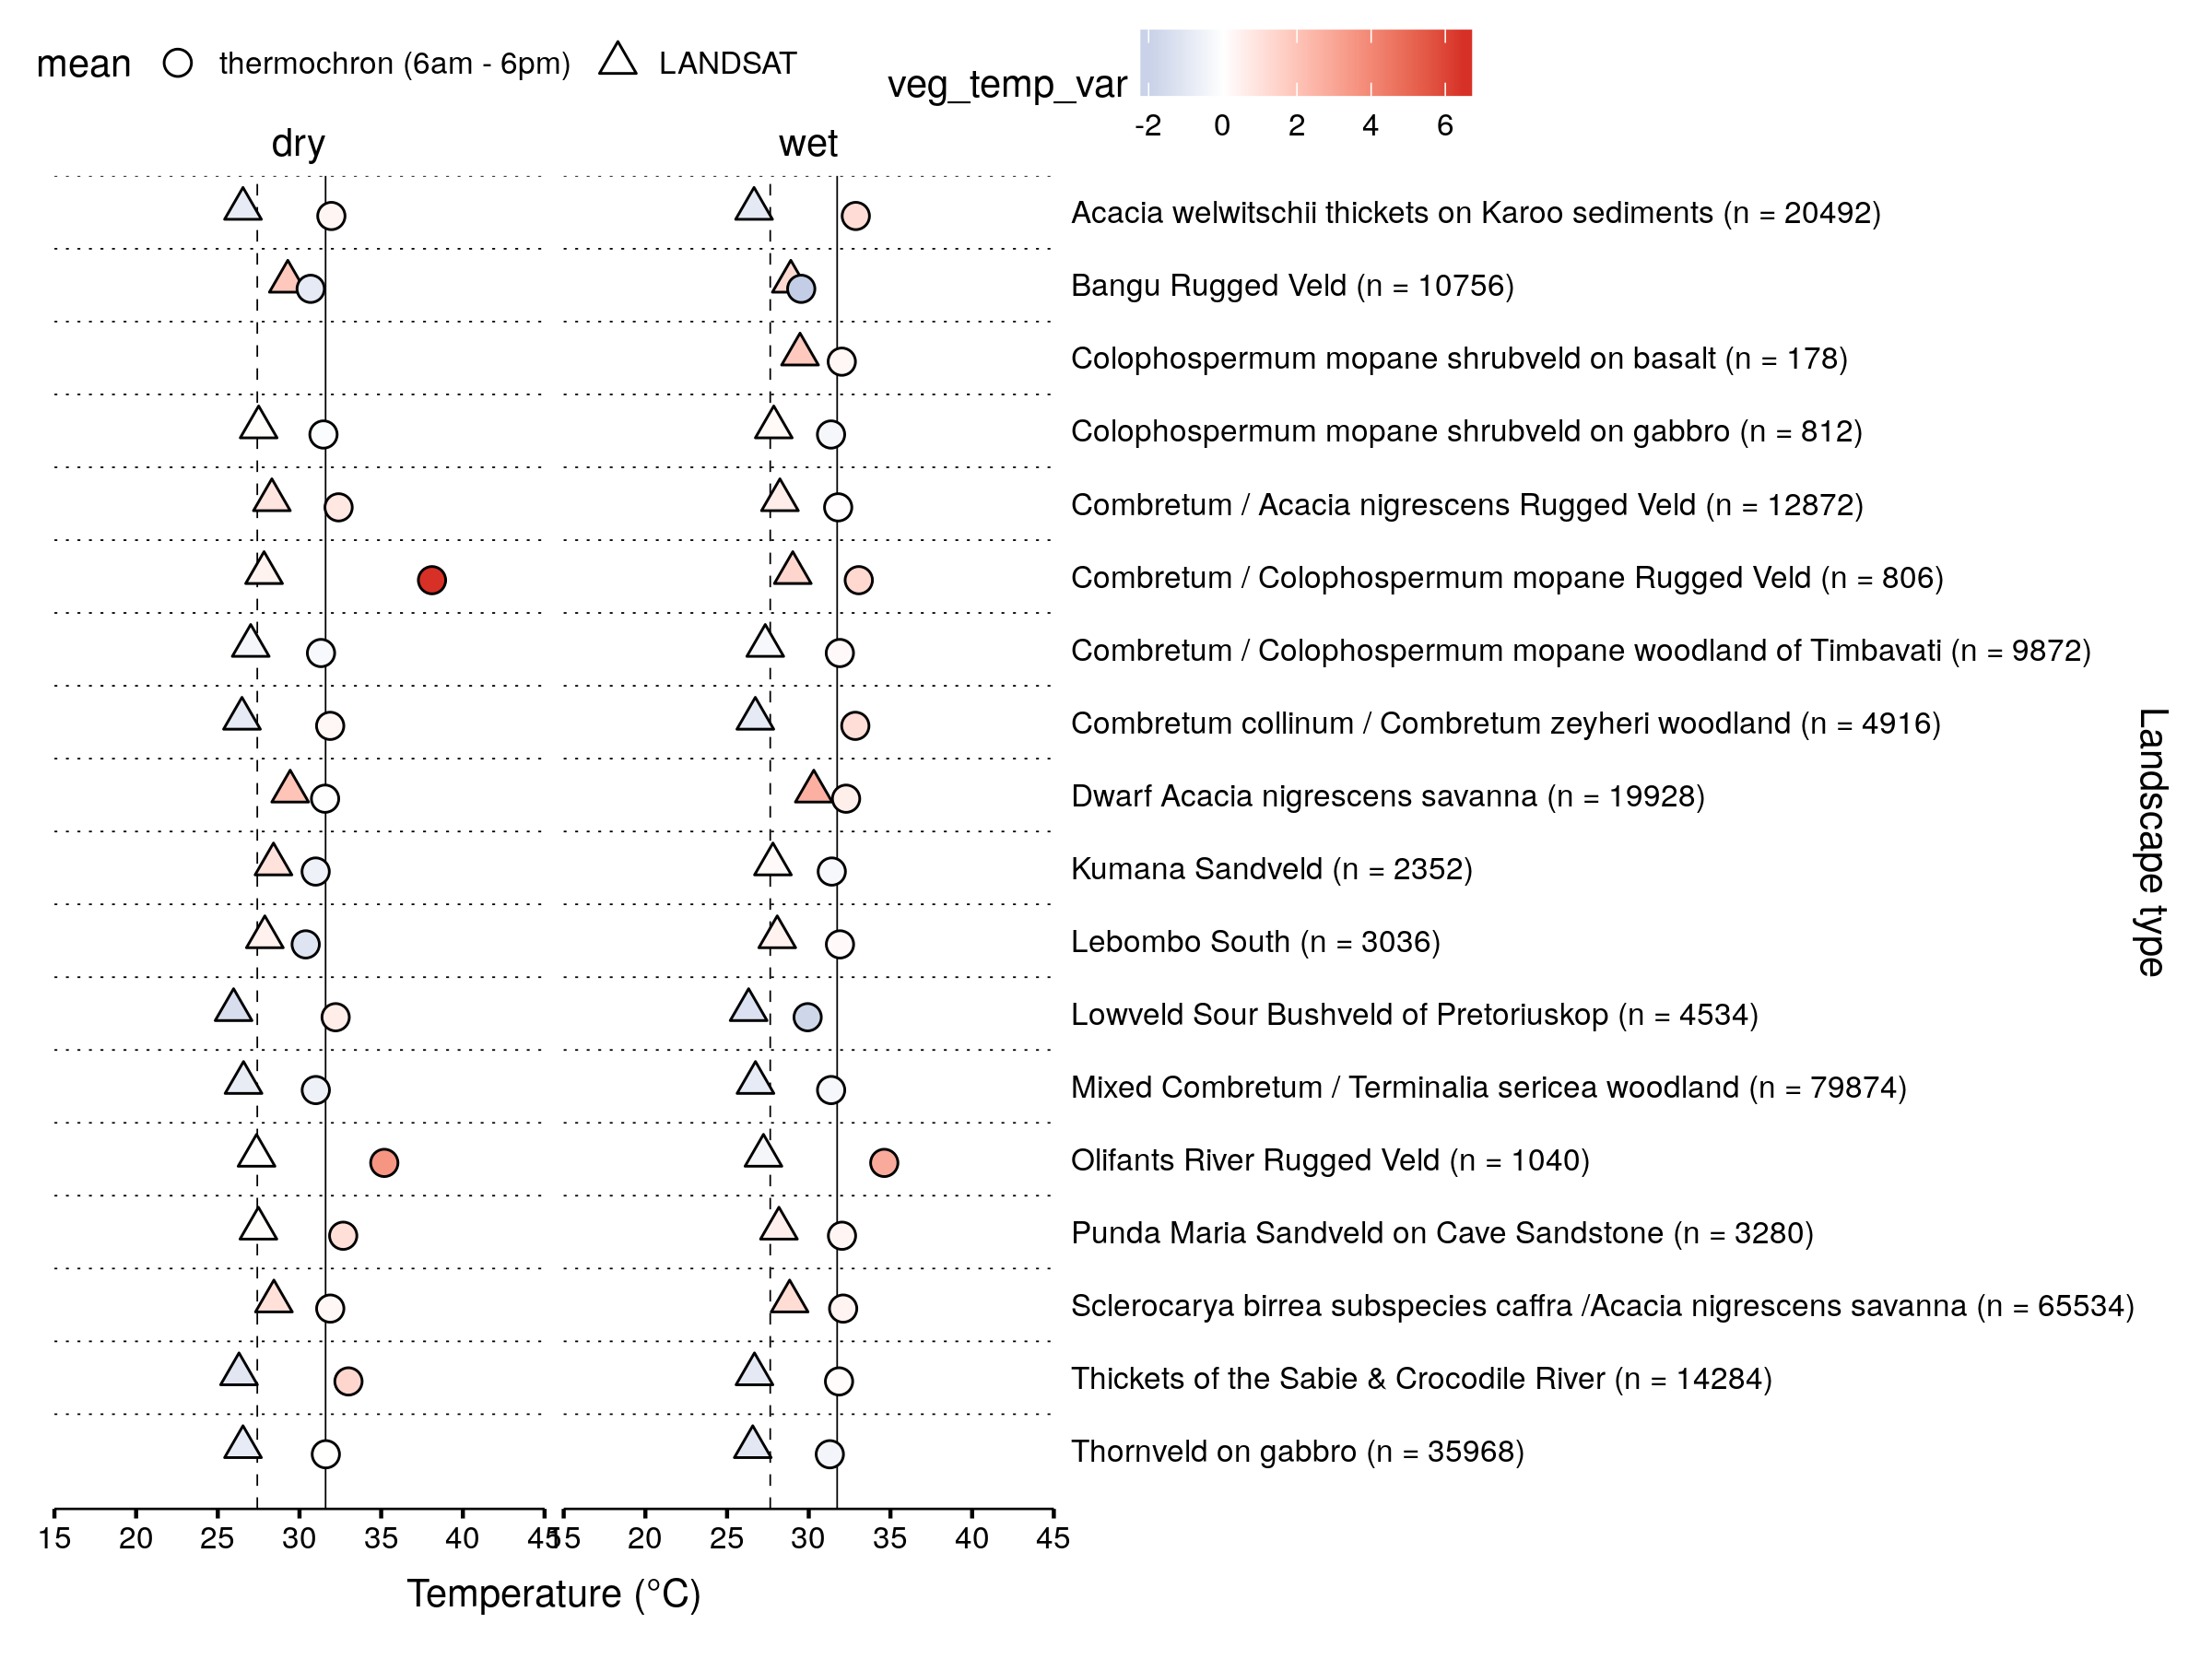 mean thermochron (6am - 6pm) LANDSAT
veg_temp_var
-2 0 2 4 6
dry wet
Acacia welwitschii thickets on Karoo sediments (n = 20492)
Bangu Rugged Veld (n = 10756)
Colophospermum mopane shrubveld on basalt (n = 178)
Colophospermum mopane shrubveld on gabbro (n = 812)
Combretum / Acacia nigrescens Rugged Veld (n = 12872)
Combretum / Colophospermum mopane Rugged Veld (n = 806)
Combretum / Colophospermum mopane woodland of Timbavati (n = 9872)
Combretum collinum / Combretum zeyheri woodland (n = 4916)
Dwarf Acacia nigrescens savanna (n = 19928)
Kumana Sandveld (n = 2352)
Lebombo South (n = 3036)
Lowveld Sour Bushveld of Pretoriuskop (n = 4534)
Mixed Combretum / Terminalia sericea woodland (n = 79874)
Olifants River Rugged Veld (n = 1040)
Punda Maria Sandveld on Cave Sandstone (n = 3280)
Sclerocarya birrea subspecies caffra /Acacia nigrescens savanna (n = 65534)
Thickets of the Sabie & Crocodile River (n = 14284)
Thornveld on gabbro (n = 35968)
Landscape type
15 20 25 30 35 40 45 15 20 25 30 35 40 45
Temperature (°C)